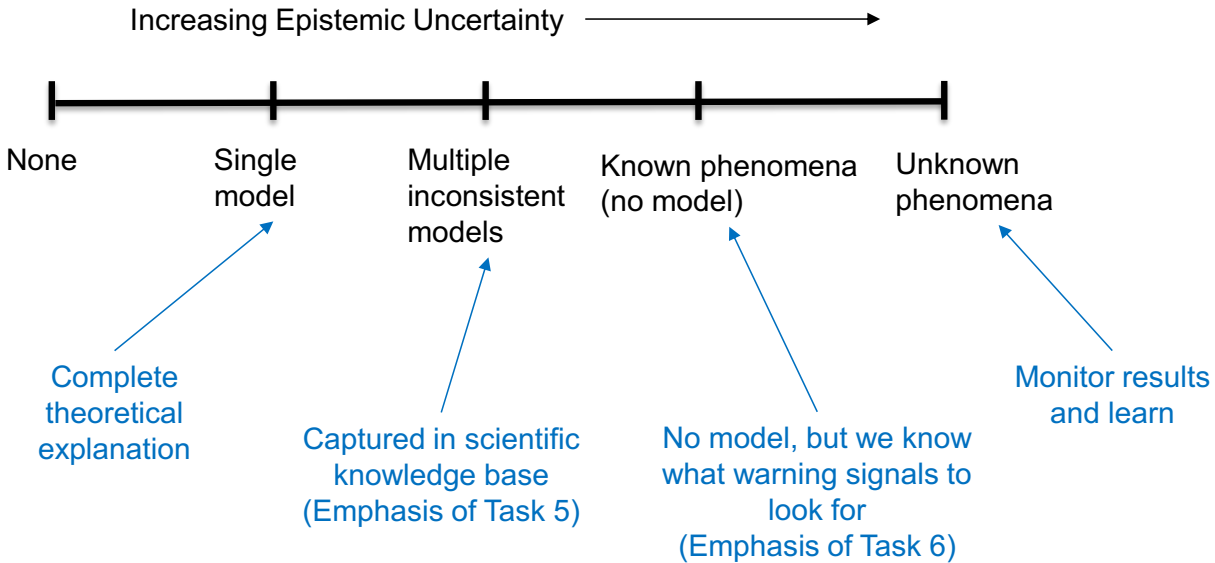 Increasing Epistemic Uncertainty
None
Single
model
Multiple
inconsistent
models
Known phenomena
(no model)
Unknown
phenomena
Complete
theoretical
explanation
Captured in scientific
knowledge base
(Emphasis of Task 5)
No model, but we know
what warning signals to
look for
(Emphasis of Task 6)
Monitor results
and learn